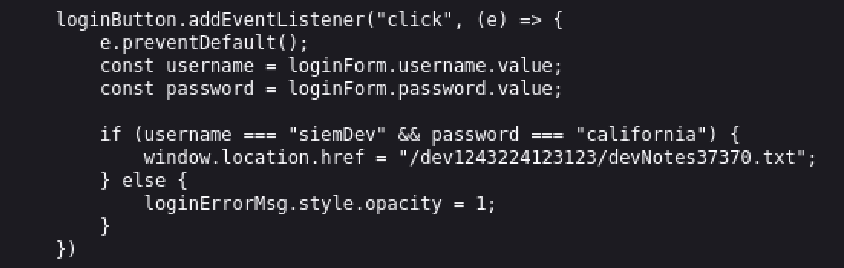 loginButton.addEventListener("click", (e) => {
    e.preventDefault();
    const username = loginForm.username.value;
    const password = loginForm.password.value;

    if (username === "siemDev" && password === "california") {
        window.location.href = "/dev1243224123123/devNotes37370.txt";
    } else {
        loginErrorMsg.style.opacity = 1;
    }
})